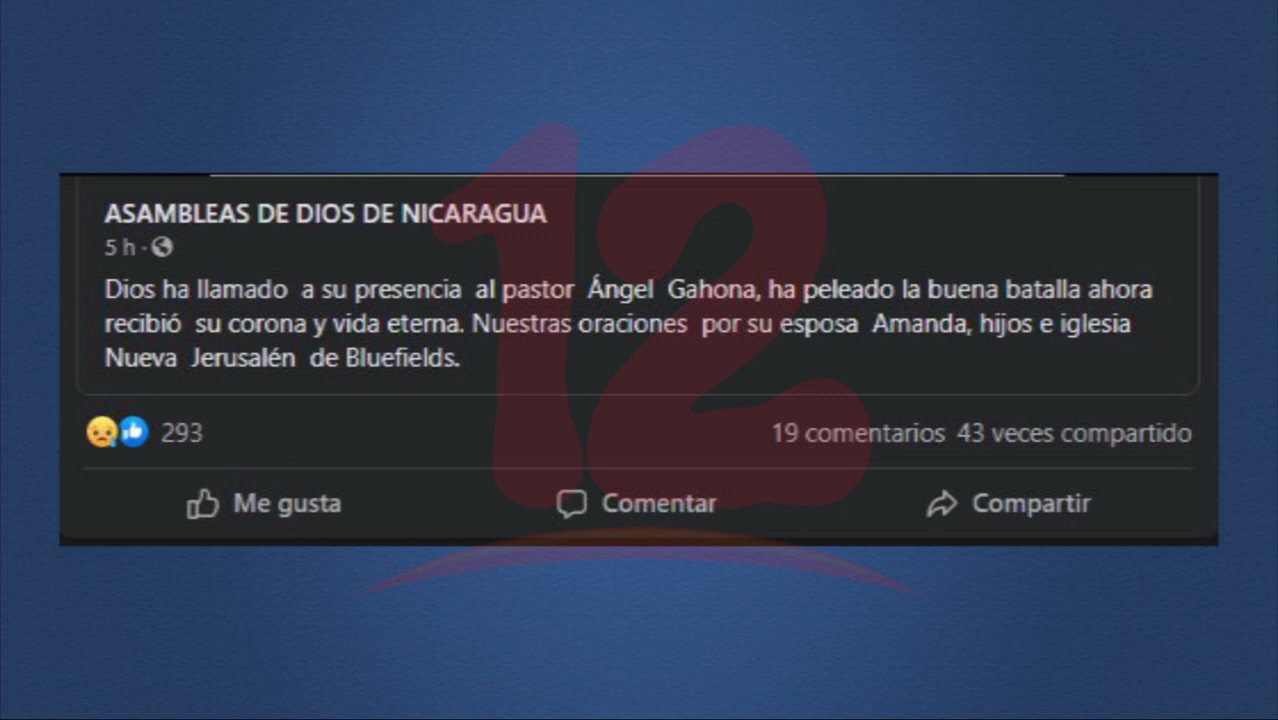 12
ASAMBLEAS DE DIOS DE NICARAGUA
5 h ·
Dios ha llamado a su presencia al pastor Ángel Gahona, ha peleado la buena batalla ahora
recibió su corona y vida eterna. Nuestras oraciones por su esposa Amanda, hijos e iglesia
Nueva Jerusalén de Bluefields.
293 19 comentarios 43 veces compartido
Me gusta Comentar Compartir